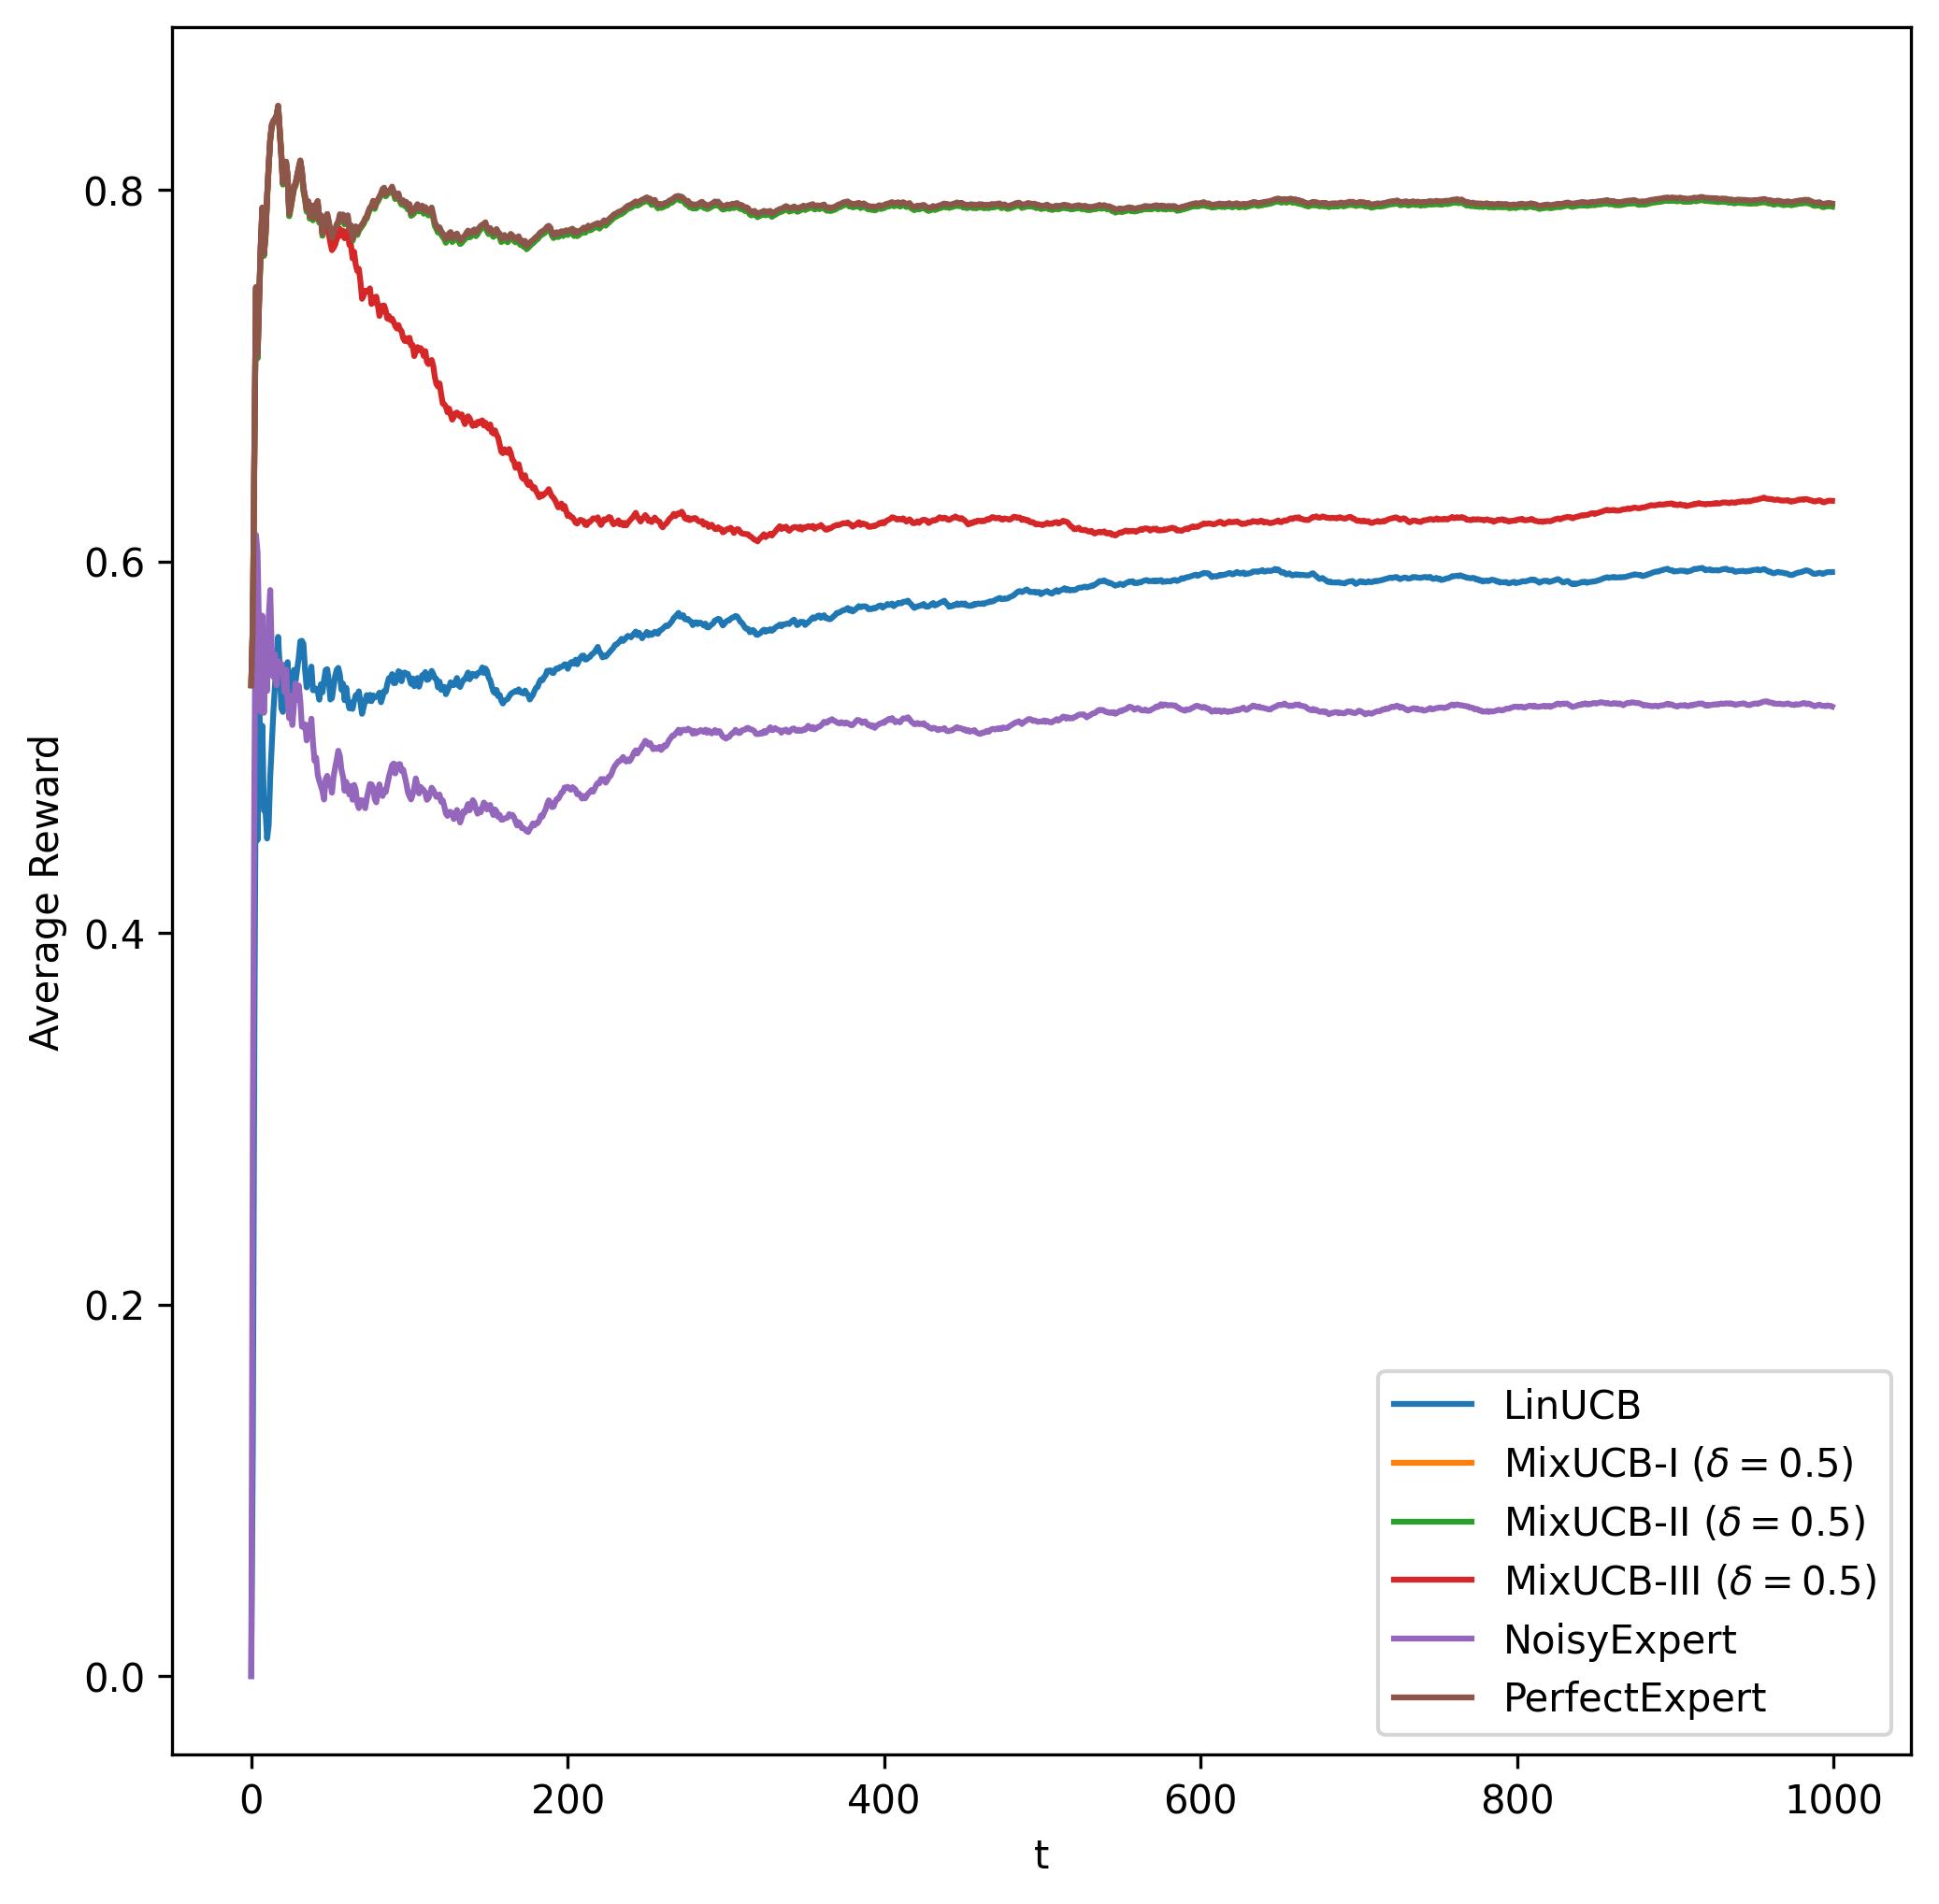 Average Reward
0.8
0.6
0.4
0.2
0.0
0
200
400
600
800
1000
t
LinUCB
MixUCB-I (δ = 0.5)
MixUCB-II (δ = 0.5)
MixUCB-III (δ = 0.5)
NoisyExpert
PerfectExpert